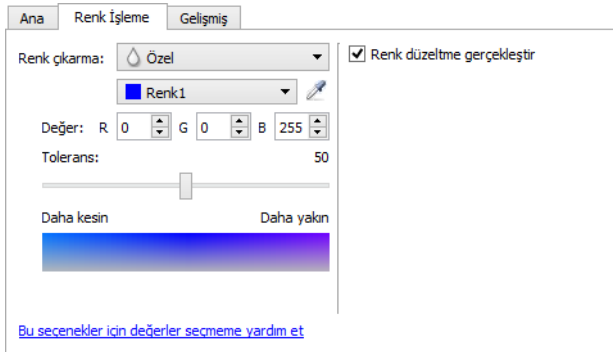 Ana Renk İşleme Gelişmiş
Renk çıkarma: Özel
Renk düzeltme gerçekleştir
Renk1
Değer: R 0 G 0 B 255
Tolerans: 50
Daha kesin Daha yakın
Bu seçenekler için değerler seçmeme yardım et